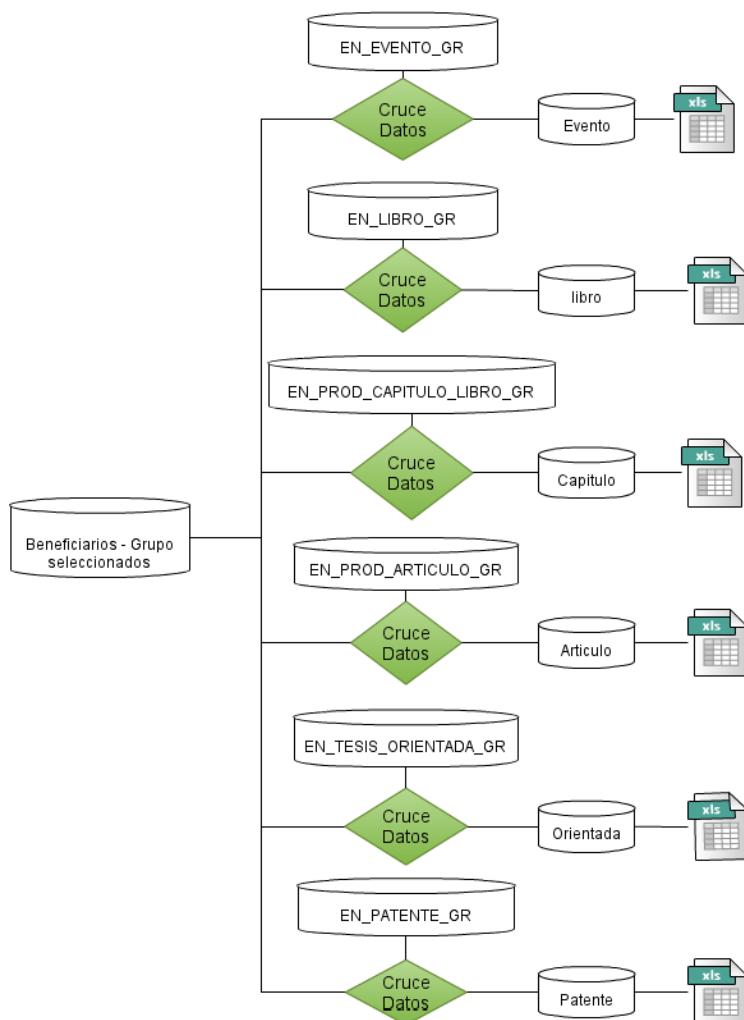 EN_EVENTO_GR
Cruce
Datos
Evento
xls
EN_LIBRO_GR
Cruce
Datos
libro
xls
EN_PROD_CAPITULO_LIBRO_GR
Cruce
Datos
Capitulo
xls
Beneficiarios - Grupo
seleccionados
EN_PROD_ARTICULO_GR
Cruce
Datos
Articulo
xls
EN_TESIS_ORIENTADA_GR
Cruce
Datos
Orientada
xls
EN_PATENTE_GR
Cruce
Datos
Patente
xls